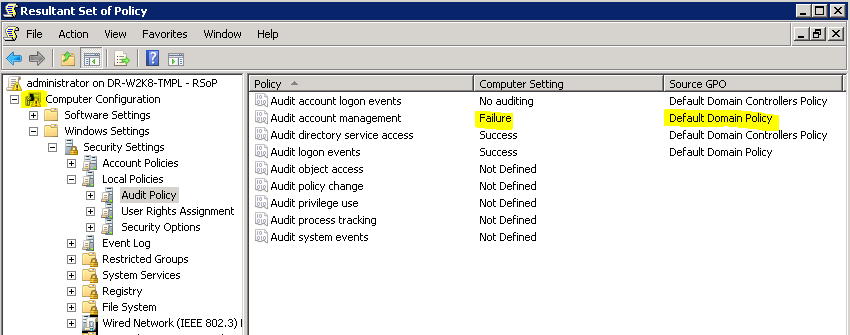 Resultant Set of Policy
File Action View Favorites Window Help
administrator on DR-W2K8-TMPL - RSoP
Computer Configuration
Software Settings
Windows Settings
Security Settings
Account Policies
Local Policies
Audit Policy
User Rights Assignment
Security Options
Event Log
Restricted Groups
System Services
Registry
File System
Wired Network (IEEE 802.3)
Policy Computer Setting Source GPO
Audit account logon events No auditing Default Domain Controllers Policy
Audit account management Failure Default Domain Policy
Audit directory service access Success Default Domain Controllers Policy
Audit logon events Success Default Domain Policy
Audit object access Not Defined
Audit policy change Not Defined
Audit privilege use Not Defined
Audit process tracking Not Defined
Audit system events Not Defined